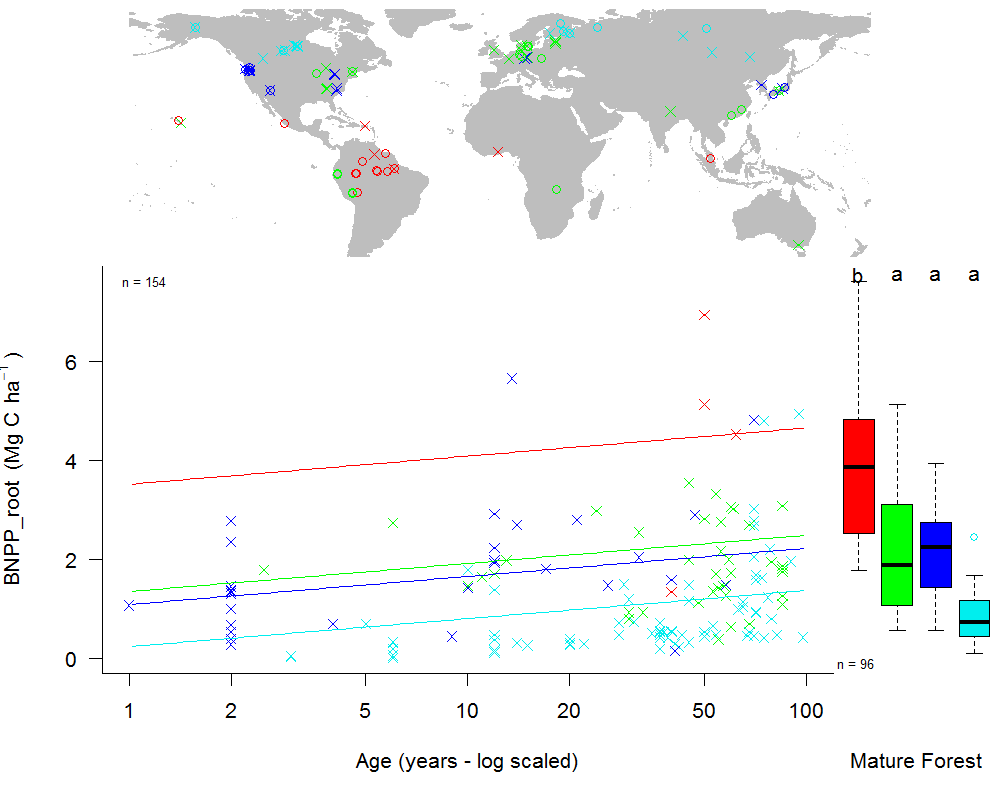 n = 154
b a a a
BNPP_root (Mg C ha⁻¹)
6
4
2
0
n = 96
1 2 5 10 20 50 100
Age (years - log scaled)
Mature Forest